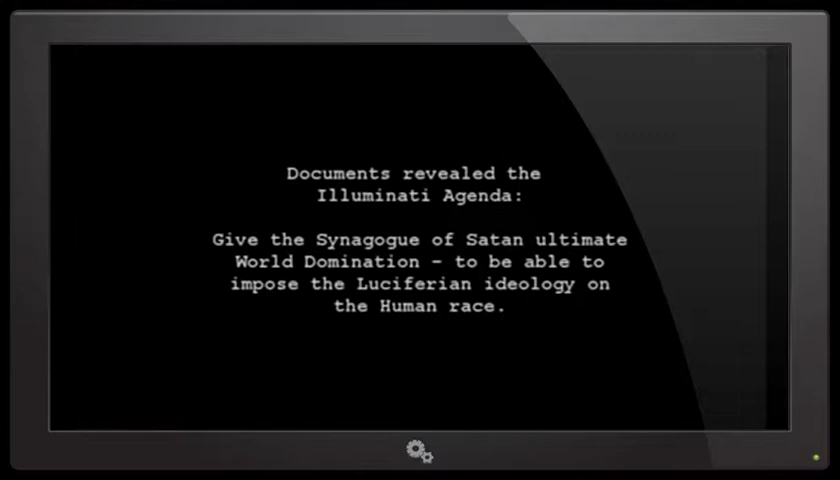 Documents revealed the
Illuminati Agenda:
Give the Synagogue of Satan ultimate
World Domination - to be able to
impose the Luciferian ideology on
the Human race.